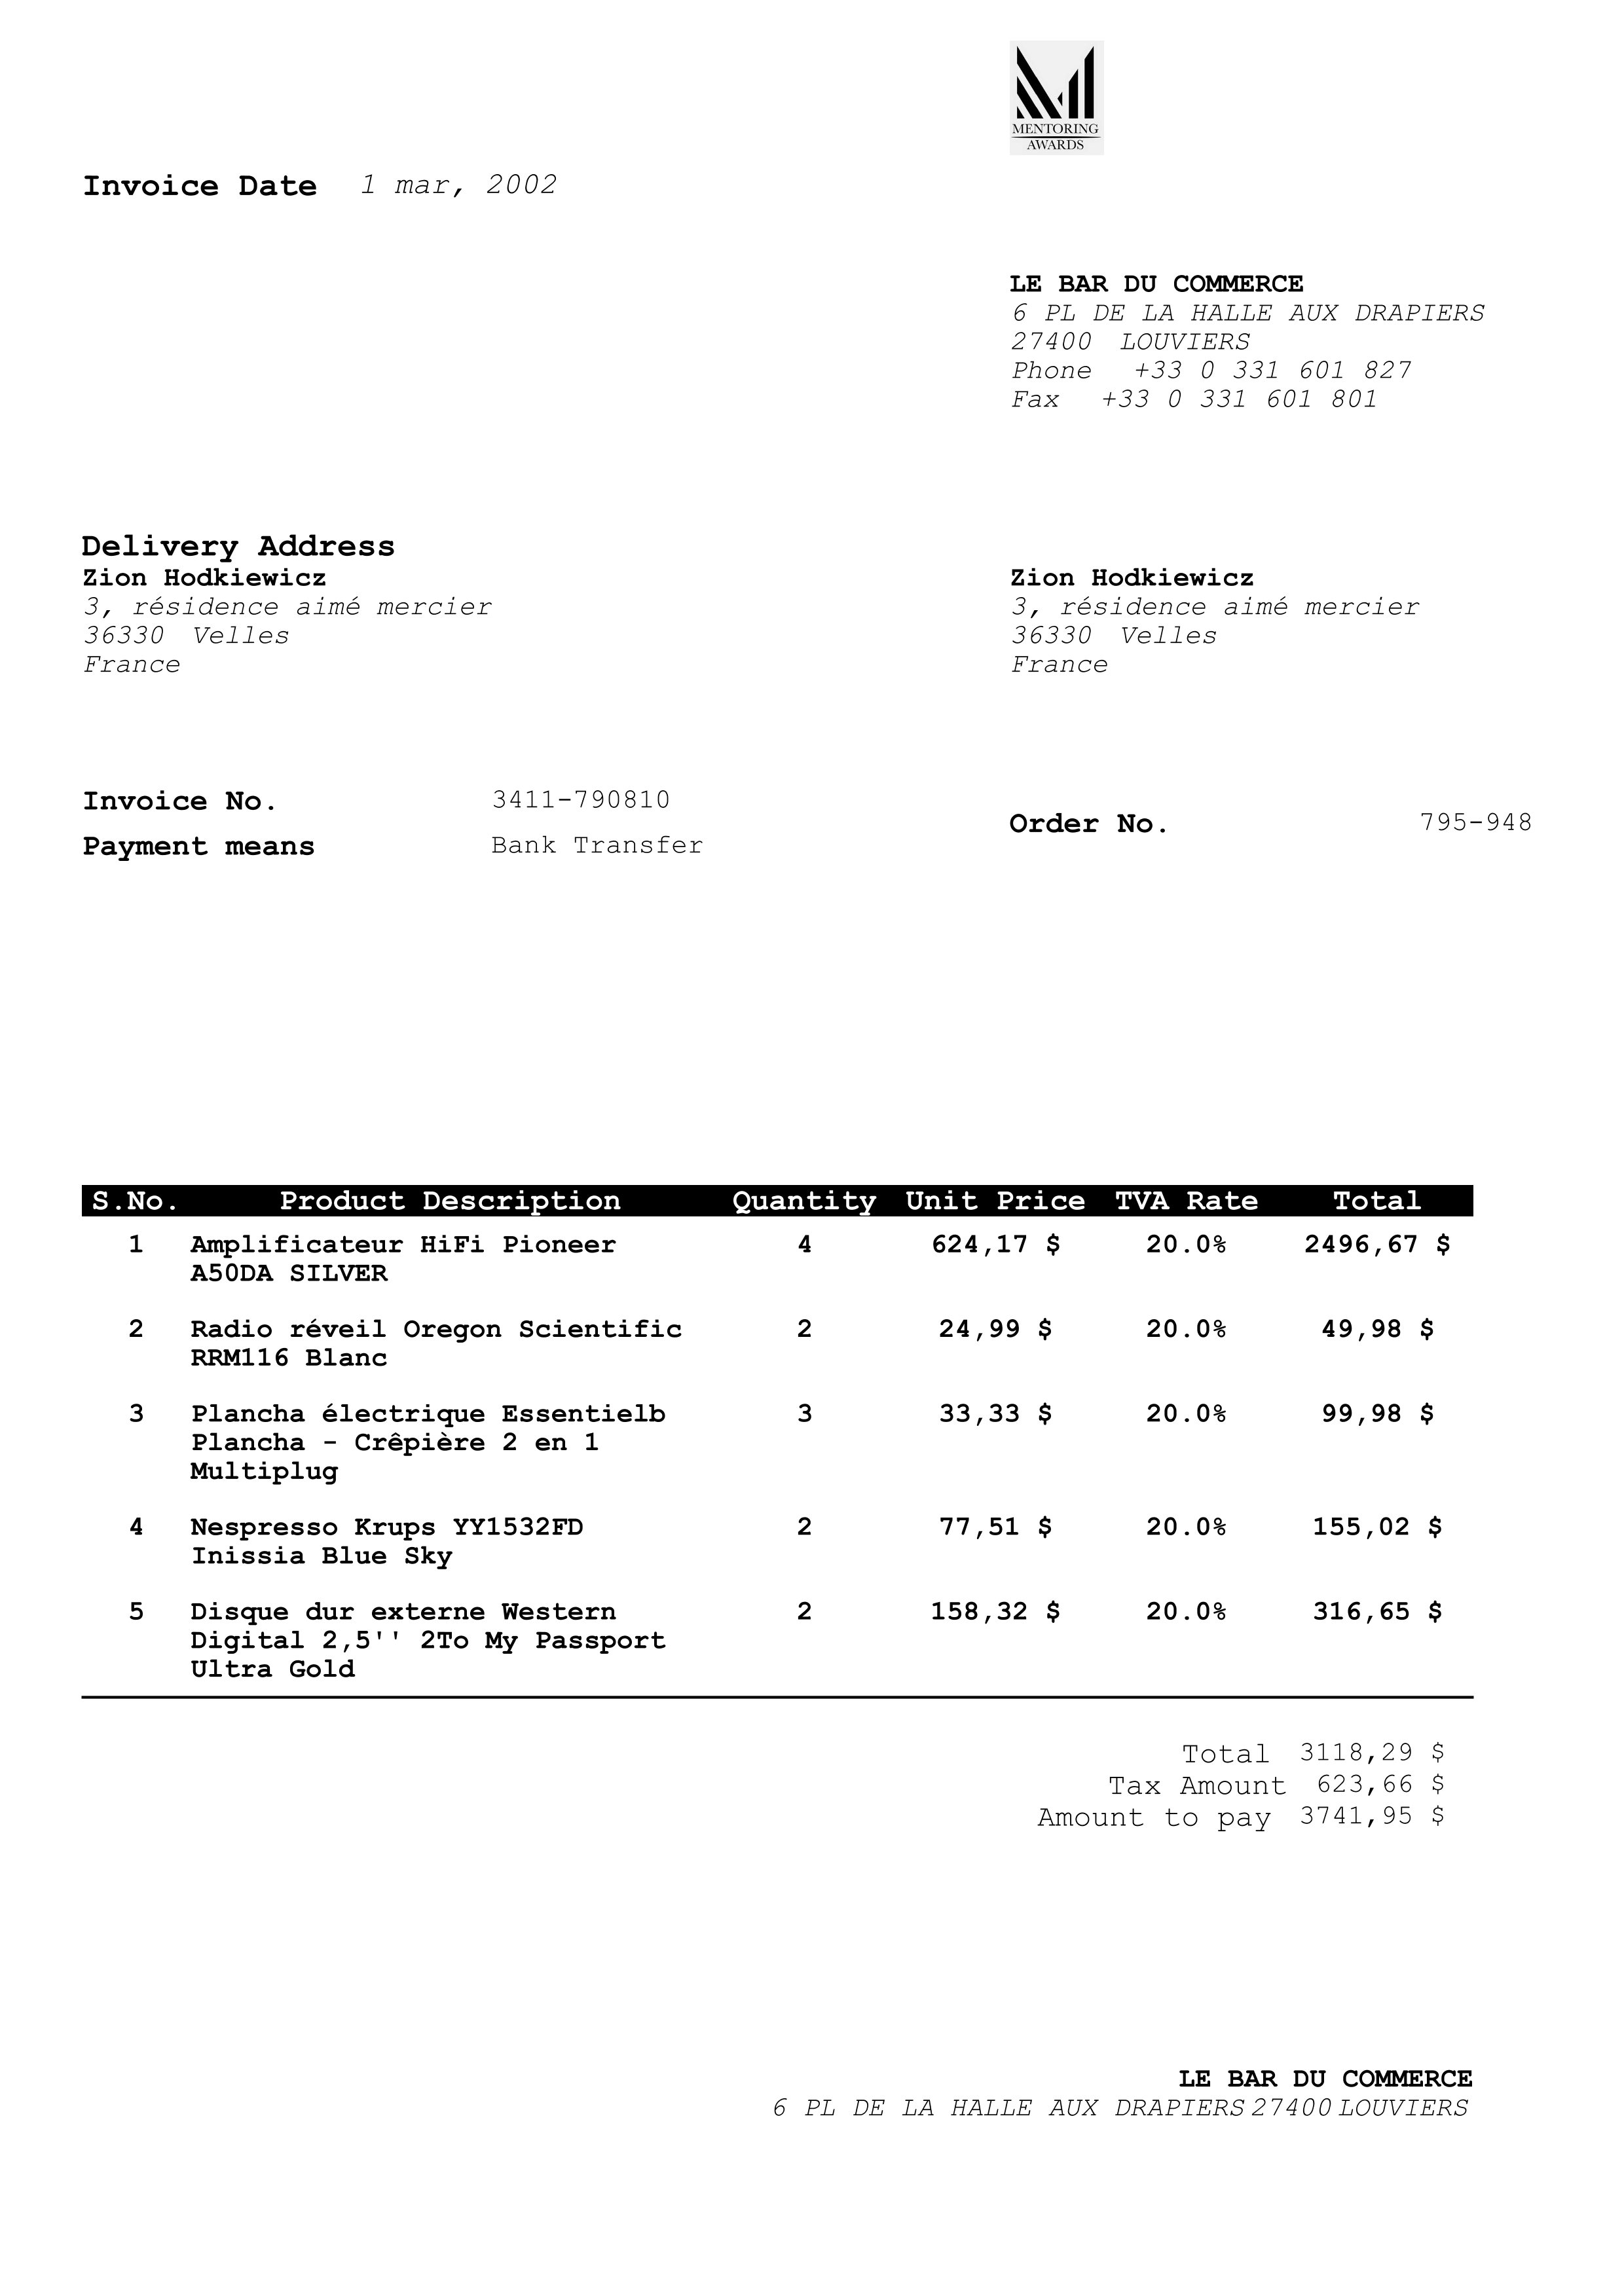 MENTORING
AWARDS
Invoice Date 1 mar, 2002
LE BAR DU COMMERCE
6 PL DE LA HALLE AUX DRAPIERS
27400 LOUVIERS
Phone +33 0 331 601 827
Fax +33 0 331 601 801
Delivery Address
Zion Hodkiewicz
3, résidence aimé mercier
36330 Velles
France
Zion Hodkiewicz
3, résidence aimé mercier
36330 Velles
France
Invoice No. 3411-790810
Payment means Bank Transfer
Order No. 795-948
S.No. Product Description Quantity Unit Price TVA Rate Total
1 Amplificateur HiFi Pioneer 4 624,17 $ 20.0% 2496,67 $
A50DA SILVER
2 Radio réveil Oregon Scientific 2 24,99 $ 20.0% 49,98 $
RRM116 Blanc
3 Plancha électrique Essentielb 3 33,33 $ 20.0% 99,98 $
Plancha - Crêpière 2 en 1
Multiplug
4 Nespresso Krups YY1532FD 2 77,51 $ 20.0% 155,02 $
Inissia Blue Sky
5 Disque dur externe Western 2 158,32 $ 20.0% 316,65 $
Digital 2,5'' 2To My Passport
Ultra Gold
Total 3118,29 $
Tax Amount 623,66 $
Amount to pay 3741,95 $
LE BAR DU COMMERCE
6 PL DE LA HALLE AUX DRAPIERS 27400 LOUVIERS